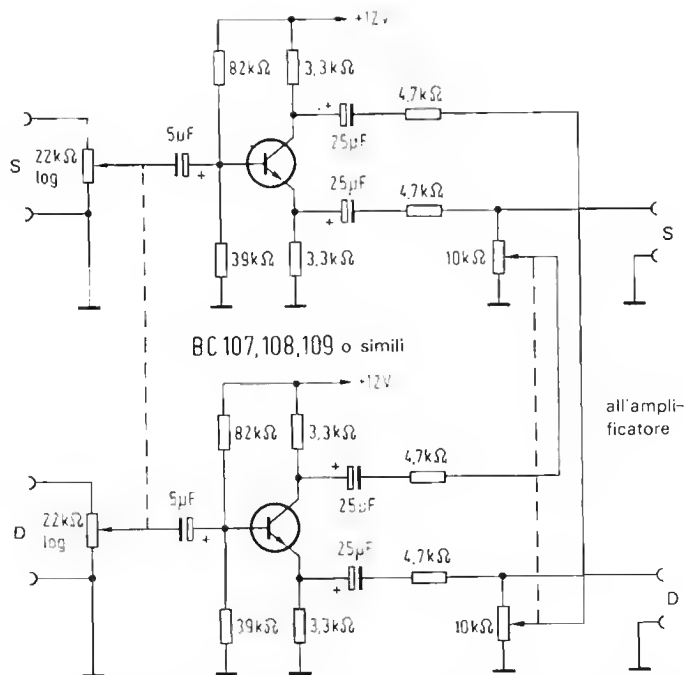 +12V
82kΩ
3,3kΩ
4,7kΩ
5µF
+
25µF
S
22kΩ
log
+
25µF
4,7kΩ
+
39kΩ
3,3kΩ
10kΩ
S
BC 107,108,109 o simili
+12V
all'ampli-
ficatore
82kΩ
3,3kΩ
4,7kΩ
5µF
+
25µF
D
22kΩ
log
+
25µF
4,7kΩ
+
39kΩ
3,3kΩ
10kΩ
D